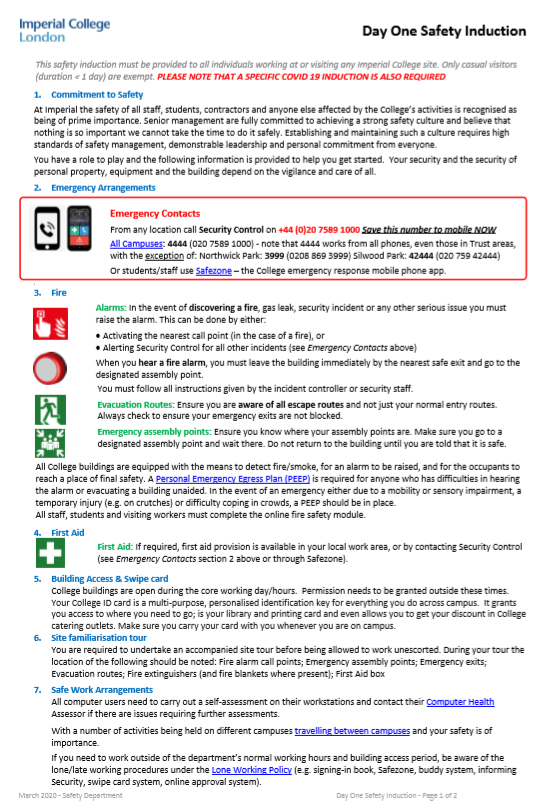 Imperial College
London
Day One Safety Induction
This safety induction must be provided to all individuals working at or visiting any Imperial College site. Only casual visitors
(duration < 1 day) are exempt. PLEASE NOTE THAT A SPECIFIC COVID 19 INDUCTION IS ALSO REQUIRED
1. Commitment to Safety
At Imperial the safety of all staff, students, contractors and anyone else affected by the College's activities is recognised as
being of prime importance. Senior management are fully committed to achieving a strong safety culture and believe that
nothing is so important we cannot take the time to do it safely. Establishing and maintaining such a culture requires high
standards of safety management, demonstrable leadership and personal commitment from everyone.
You have a role to play and the following information is provided to help you get started. Your security and the security of
personal property, equipment and the building depend on the vigilance and care of all.
2. Emergency Arrangements
Emergency Contacts
From any location call Security Control on +44 (0)20 7589 1000 Save this number to mobile NOW
All Campuses: 4444 (020 7589 1000) - note that 4444 works from all phones, even those in Trust areas,
with the exception of: Northwick Park: 3999 (0208 869 3999) Silwood Park: 42444 (020 759 42444)
Or students/staff use Safezone – the College emergency response mobile phone app.
3. Fire
Alarms: In the event of discovering a fire, gas leak, security incident or any other serious issue you must
raise the alarm. This can be done by either:
• Activating the nearest call point (in the case of a fire), or
• Alerting Security Control for all other incidents (see Emergency Contacts above)
When you hear a fire alarm, you must leave the building immediately by the nearest safe exit and go to the
designated assembly point.
You must follow all instructions given by the incident controller or security staff.
Evacuation Routes: Ensure you are aware of all escape routes and not just your normal entry routes.
Always check to ensure your emergency exits are not blocked.
Emergency assembly points: Ensure you know where your assembly points are. Make sure you go to a
designated assembly point and wait there. Do not return to the building until you are told that it is safe.
All College buildings are equipped with the means to detect fire/smoke, for an alarm to be raised, and for the occupants to
reach a place of final safety. A Personal Emergency Egress Plan (PEEP) is required for anyone who has difficulties in hearing
the alarm or evacuating a building unaided. In the event of an emergency either due to a mobility or sensory impairment, a
temporary injury (e.g. on crutches) or difficulty coping in crowds, a PEEP should be in place.
All staff, students and visiting workers must complete the online fire safety module.
4. First Aid
First Aid: If required, first aid provision is available in your local work area, or by contacting Security Control
(see Emergency Contacts section 2 above or through Safezone).
5. Building Access & Swipe card
College buildings are open during the core working day/hours. Permission needs to be granted outside these times.
Your College ID card is a multi-purpose, personalised identification key for everything you do across campus. It grants
you access to where you need to go; is your library and printing card and even allows you to get your discount in College
catering outlets. Make sure you carry your card with you whenever you are on campus.
6. Site familiarisation tour
You are required to undertake an accompanied site tour before being allowed to work unescorted. During your tour the
location of the following should be noted: Fire alarm call points; Emergency assembly points; Emergency exits;
Evacuation routes; Fire extinguishers (and fire blankets where present); First Aid box
7. Safe Work Arrangements
All computer users need to carry out a self-assessment on their workstations and contact their Computer Health
Assessor if there are issues requiring further assessments.
With a number of activities being held on different campuses travelling between campuses and your safety is of
importance.
If you need to work outside of the department's normal working hours and building access period, be aware of the
lone/late working procedures under the Lone Working Policy (e.g. signing-in book, Safezone, buddy system, informing
Security, swipe card system, online approval system).
March 2020 - Safety Department
Day One Safety Induction - Page 1 of 2